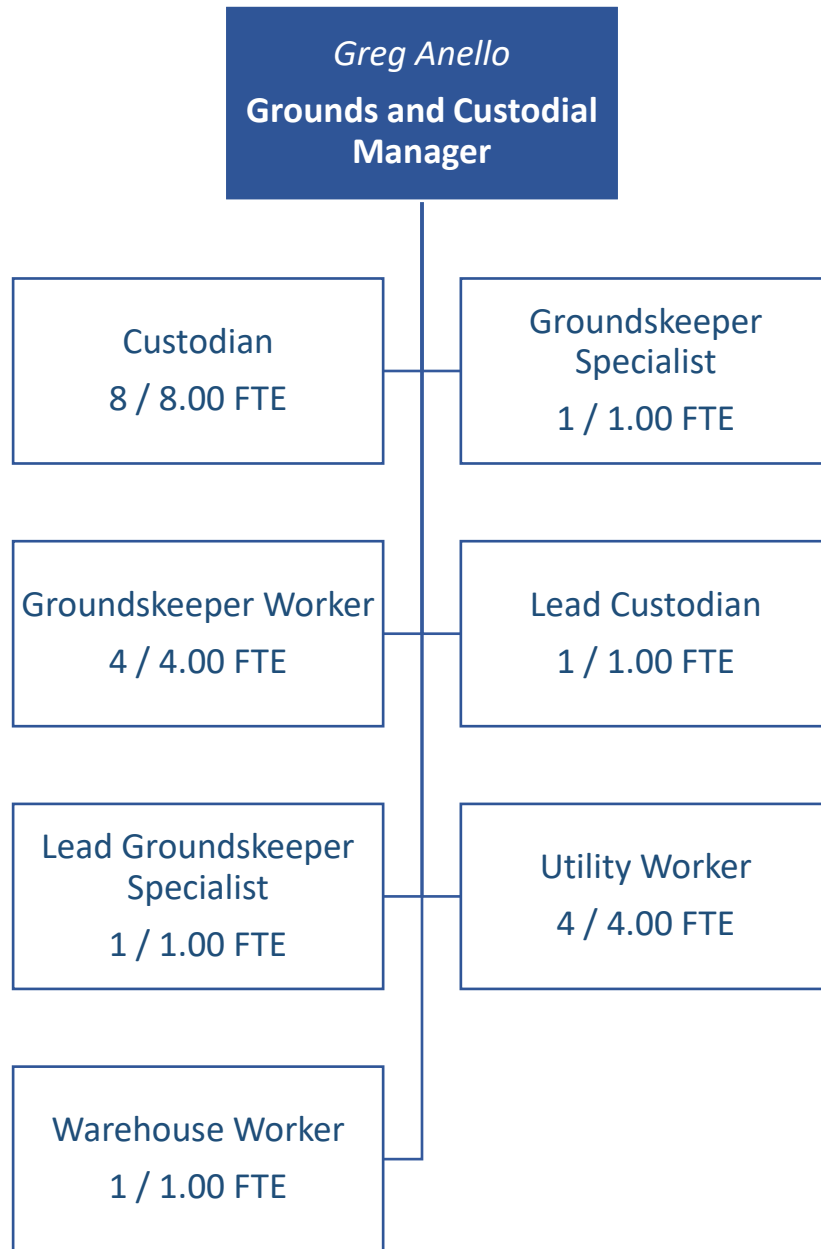 Greg Anello
Grounds and Custodial
Manager
Custodian
8 / 8.00 FTE
Groundskeeper
Specialist
1 / 1.00 FTE
Groundskeeper Worker
4 / 4.00 FTE
Lead Custodian
1 / 1.00 FTE
Lead Groundskeeper
Specialist
1 / 1.00 FTE
Utility Worker
4 / 4.00 FTE
Warehouse Worker
1 / 1.00 FTE